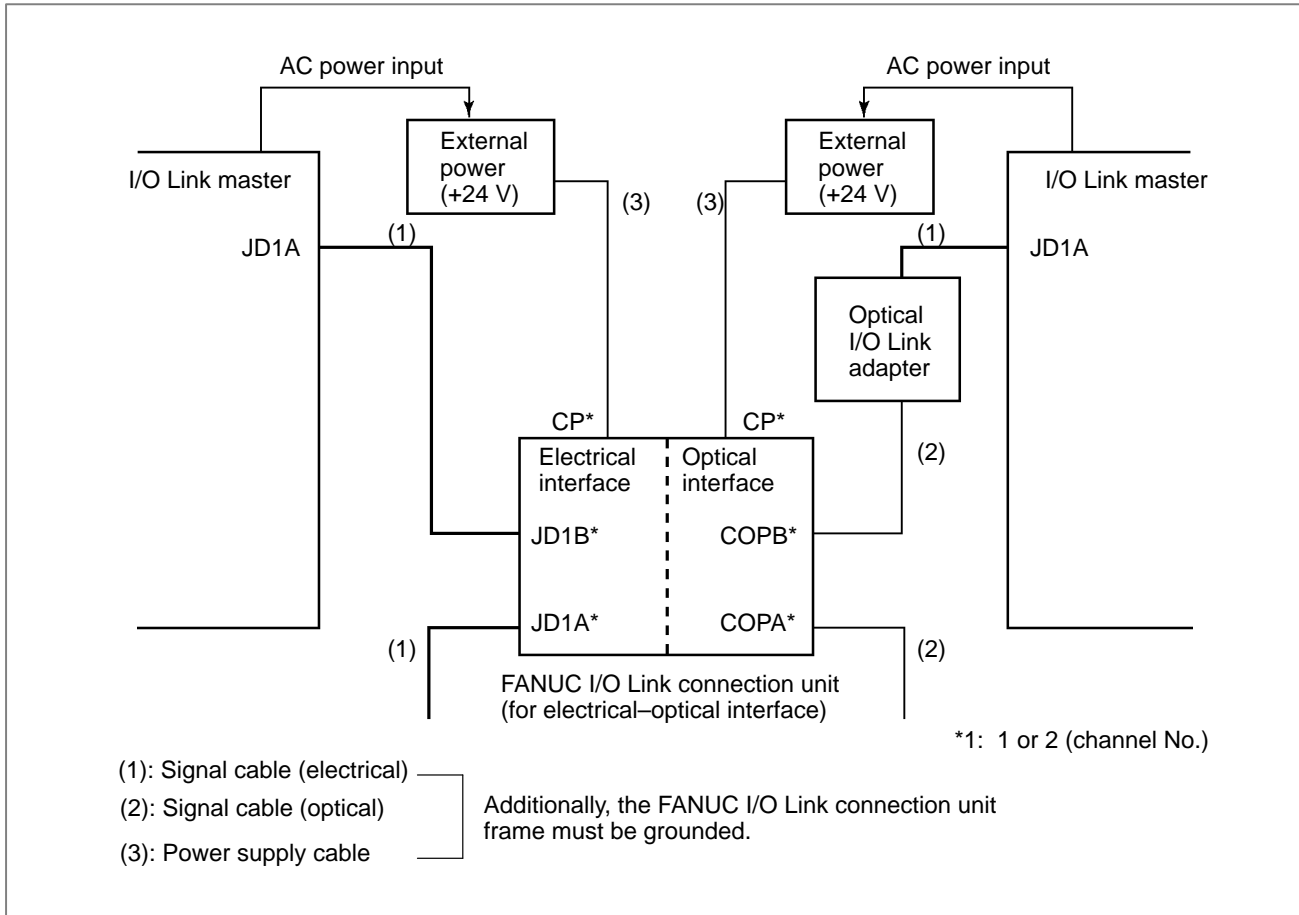 AC power input
AC power input
External
power
(+24 V)
External
power
(+24 V)
I/O Link master
I/O Link master
(3)
(3)
(1)
(1)
JD1A
JD1A
Optical
I/O Link
adapter
CP*
CP*
(2)
Electrical
interface
Optical
interface
JD1B*
COPB*
JD1A*
COPA*
(1)
(2)
FANUC I/O Link connection unit
(for electrical–optical interface)
*1: 1 or 2 (channel No.)
(1): Signal cable (electrical)
(2): Signal cable (optical)
(3): Power supply cable
Additionally, the FANUC I/O Link connection unit
frame must be grounded.